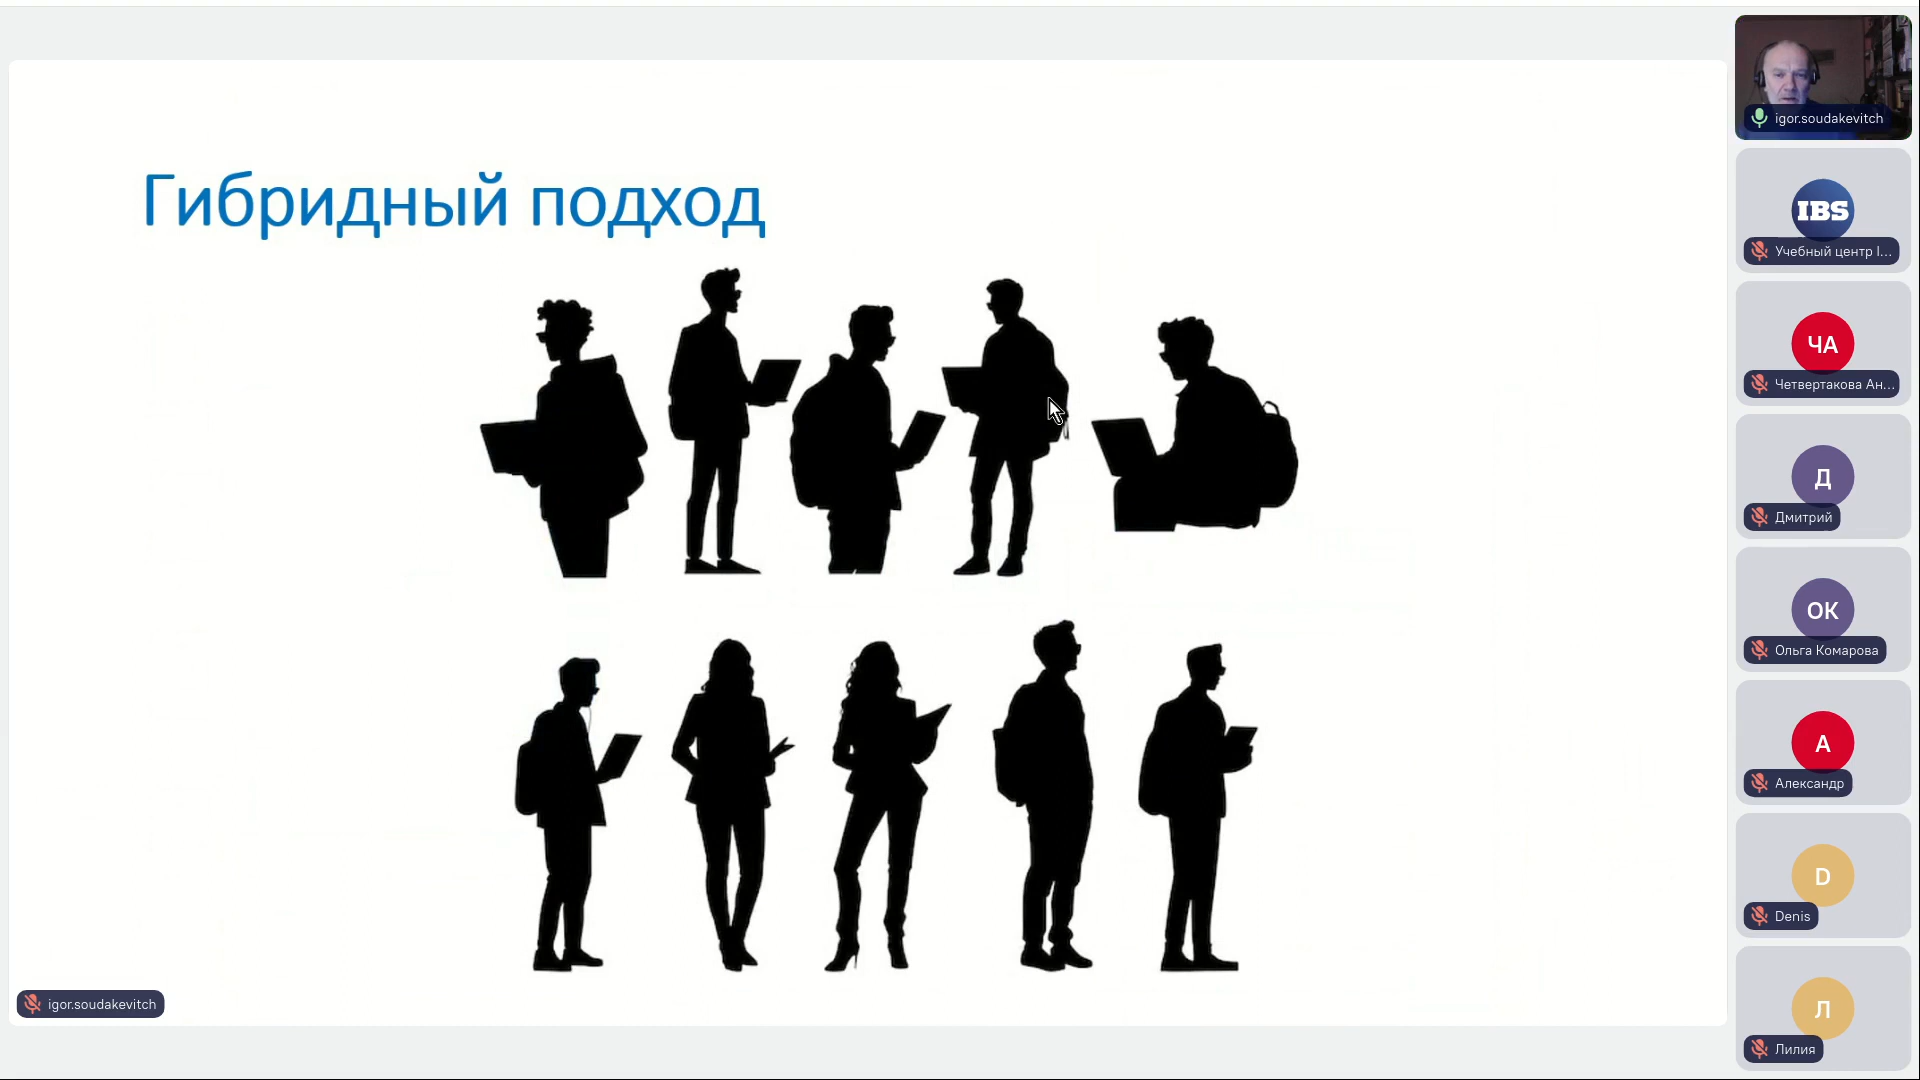 Гибридный подход
igor.soudakevitch
igor.soudakevitch
IBS
Учебный центр I...
ЧА
Четвертакова Ан...
Д
Дмитрий
ОК
Ольга Комарова
А
Александр
D
Denis
Л
Лилия